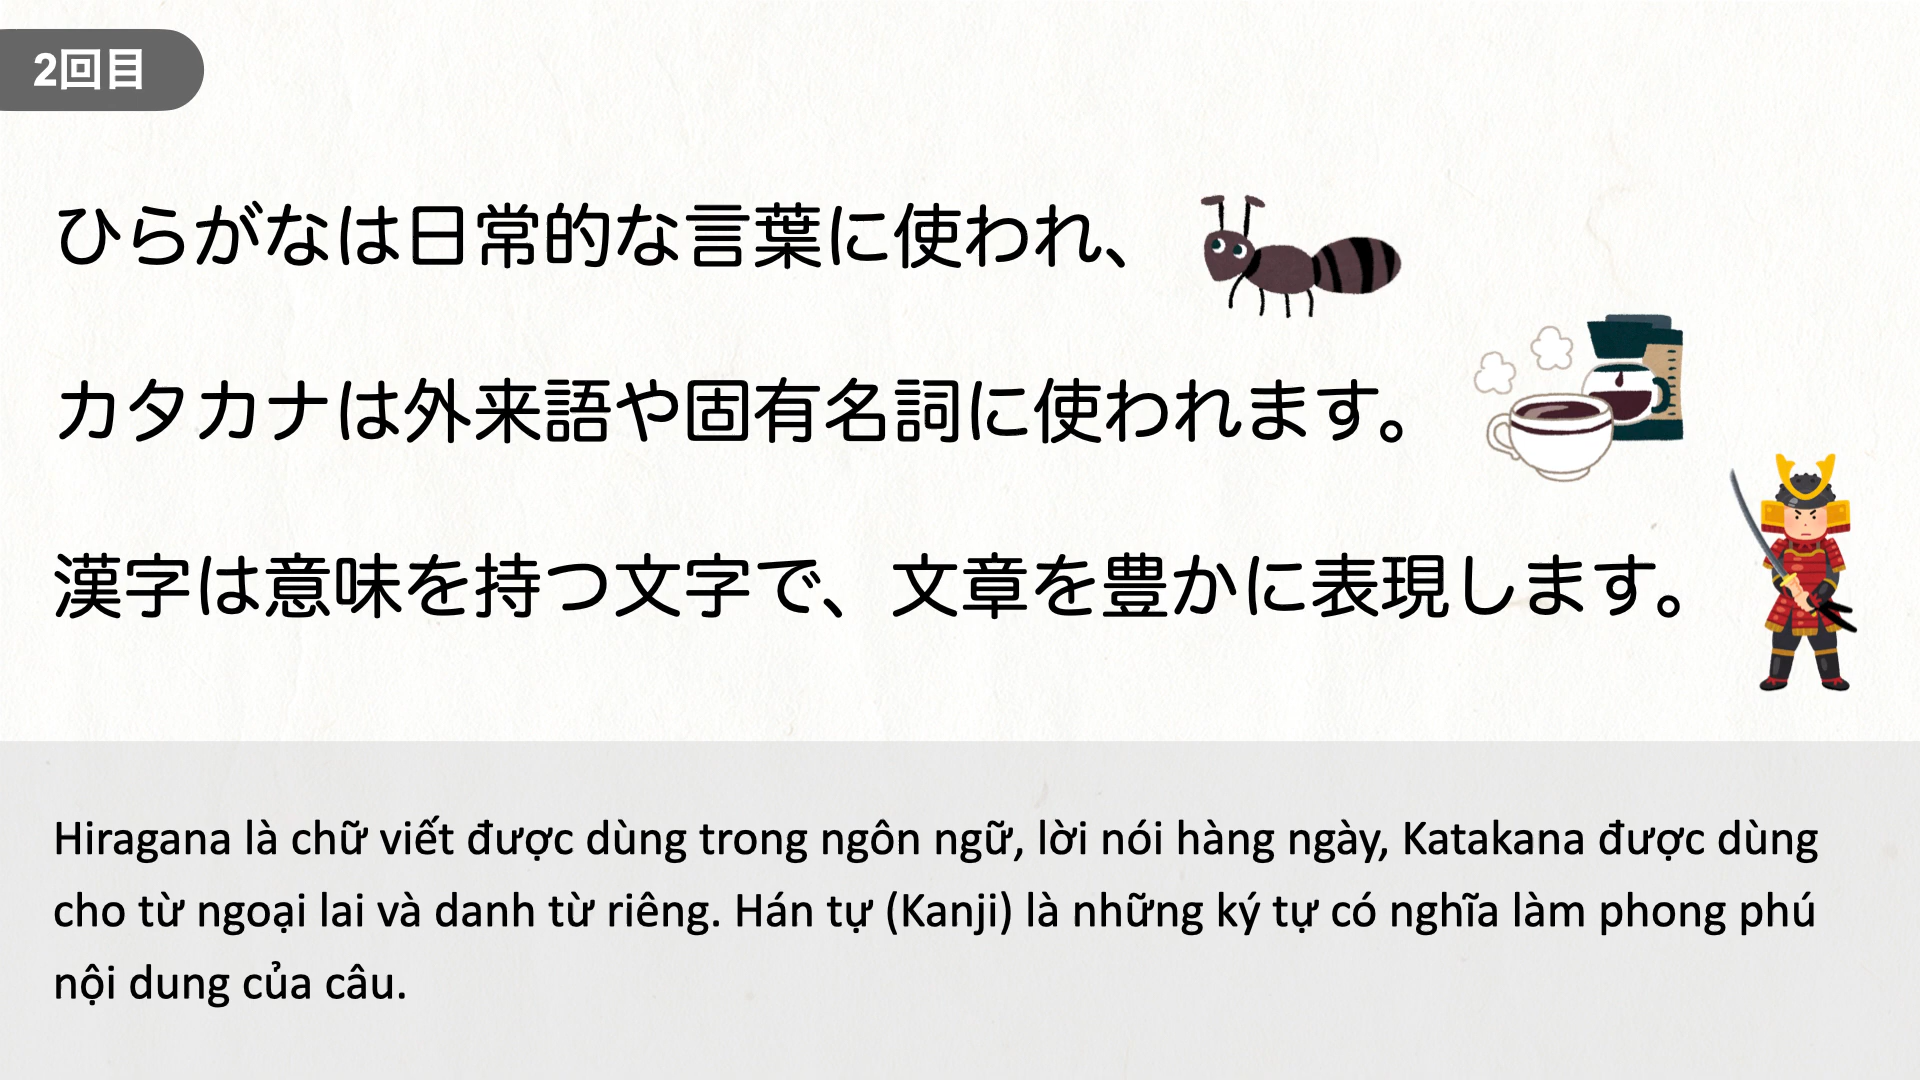 2回目
ひらがなは日常的な言葉に使われ、
カタカナは外来語や固有名詞に使われます。
漢字は意味を持つ文字で、文章を豊かに表現します。
Hiragana là chữ viết được dùng trong ngôn ngữ, lời nói hàng ngày, Katakana được dùng
cho từ ngoại lai và danh từ riêng. Hán tự (Kanji) là những ký tự có nghĩa làm phong phú
nội dung của câu.